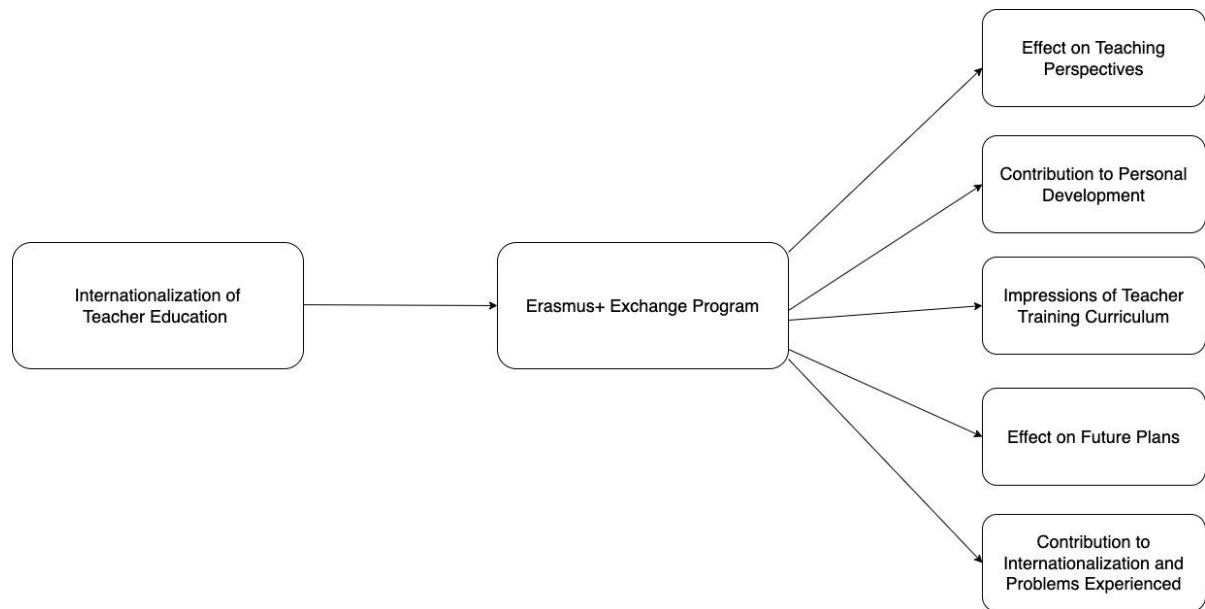 Effect on Teaching
Perspectives
Contribution to Personal
Development
Internationalization of
Teacher Education
Erasmus+ Exchange Program
Impressions of Teacher
Training Curriculum
Effect on Future Plans
Contribution to
Internationalization and
Problems Experienced